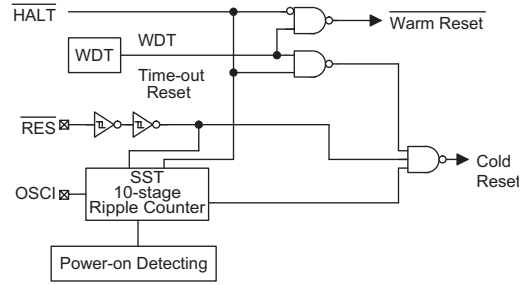 HALT
WDT
WDT
Time-out
Reset
Warm Reset
RES
OSCI
SST
10-stage
Ripple Counter
Cold
Reset
Power-on Detecting